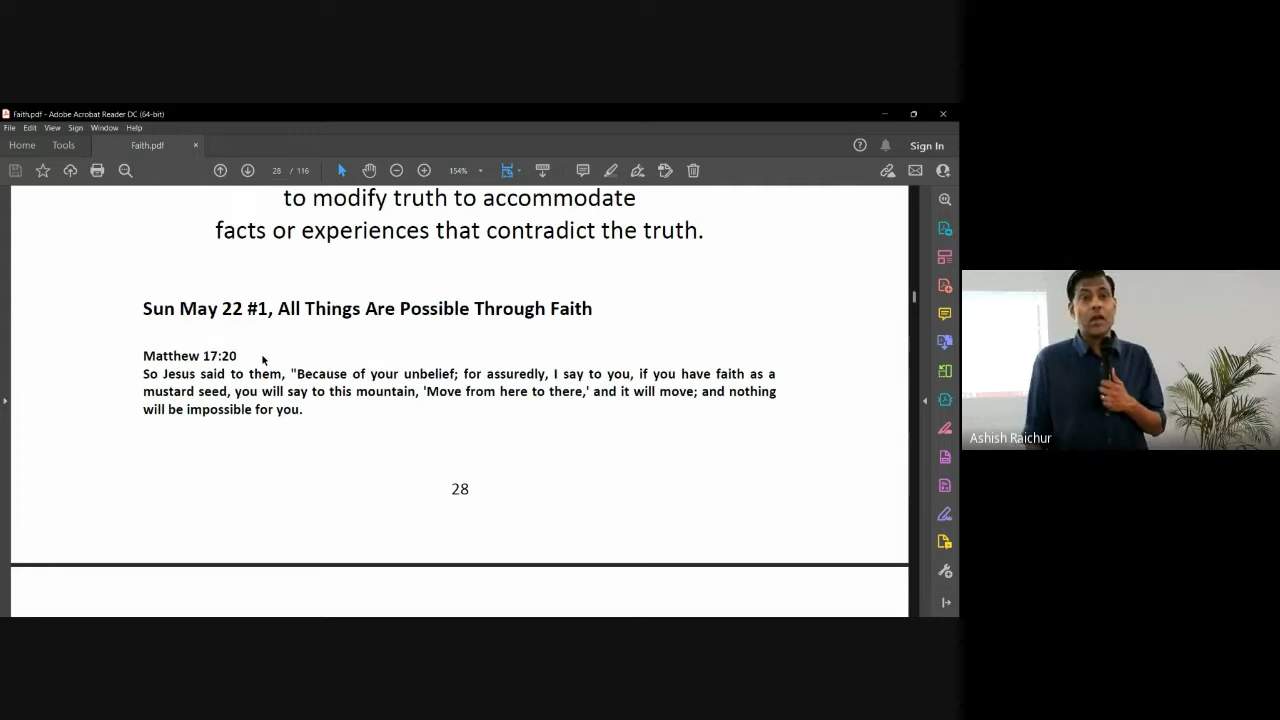 Faith.pdf - Adobe Acrobat Reader DC (64-bit)
File Edit View Sign Window Help
Home Tools Faith.pdf × Sign In
28 / 116 154%
to modify truth to accommodate
facts or experiences that contradict the truth.
Sun May 22 #1, All Things Are Possible Through Faith
Matthew 17:20
So Jesus said to them, "Because of your unbelief; for assuredly, I say to you, if you have faith as a
mustard seed, you will say to this mountain, 'Move from here to there,' and it will move; and nothing
will be impossible for you.
28
Ashish Raichur